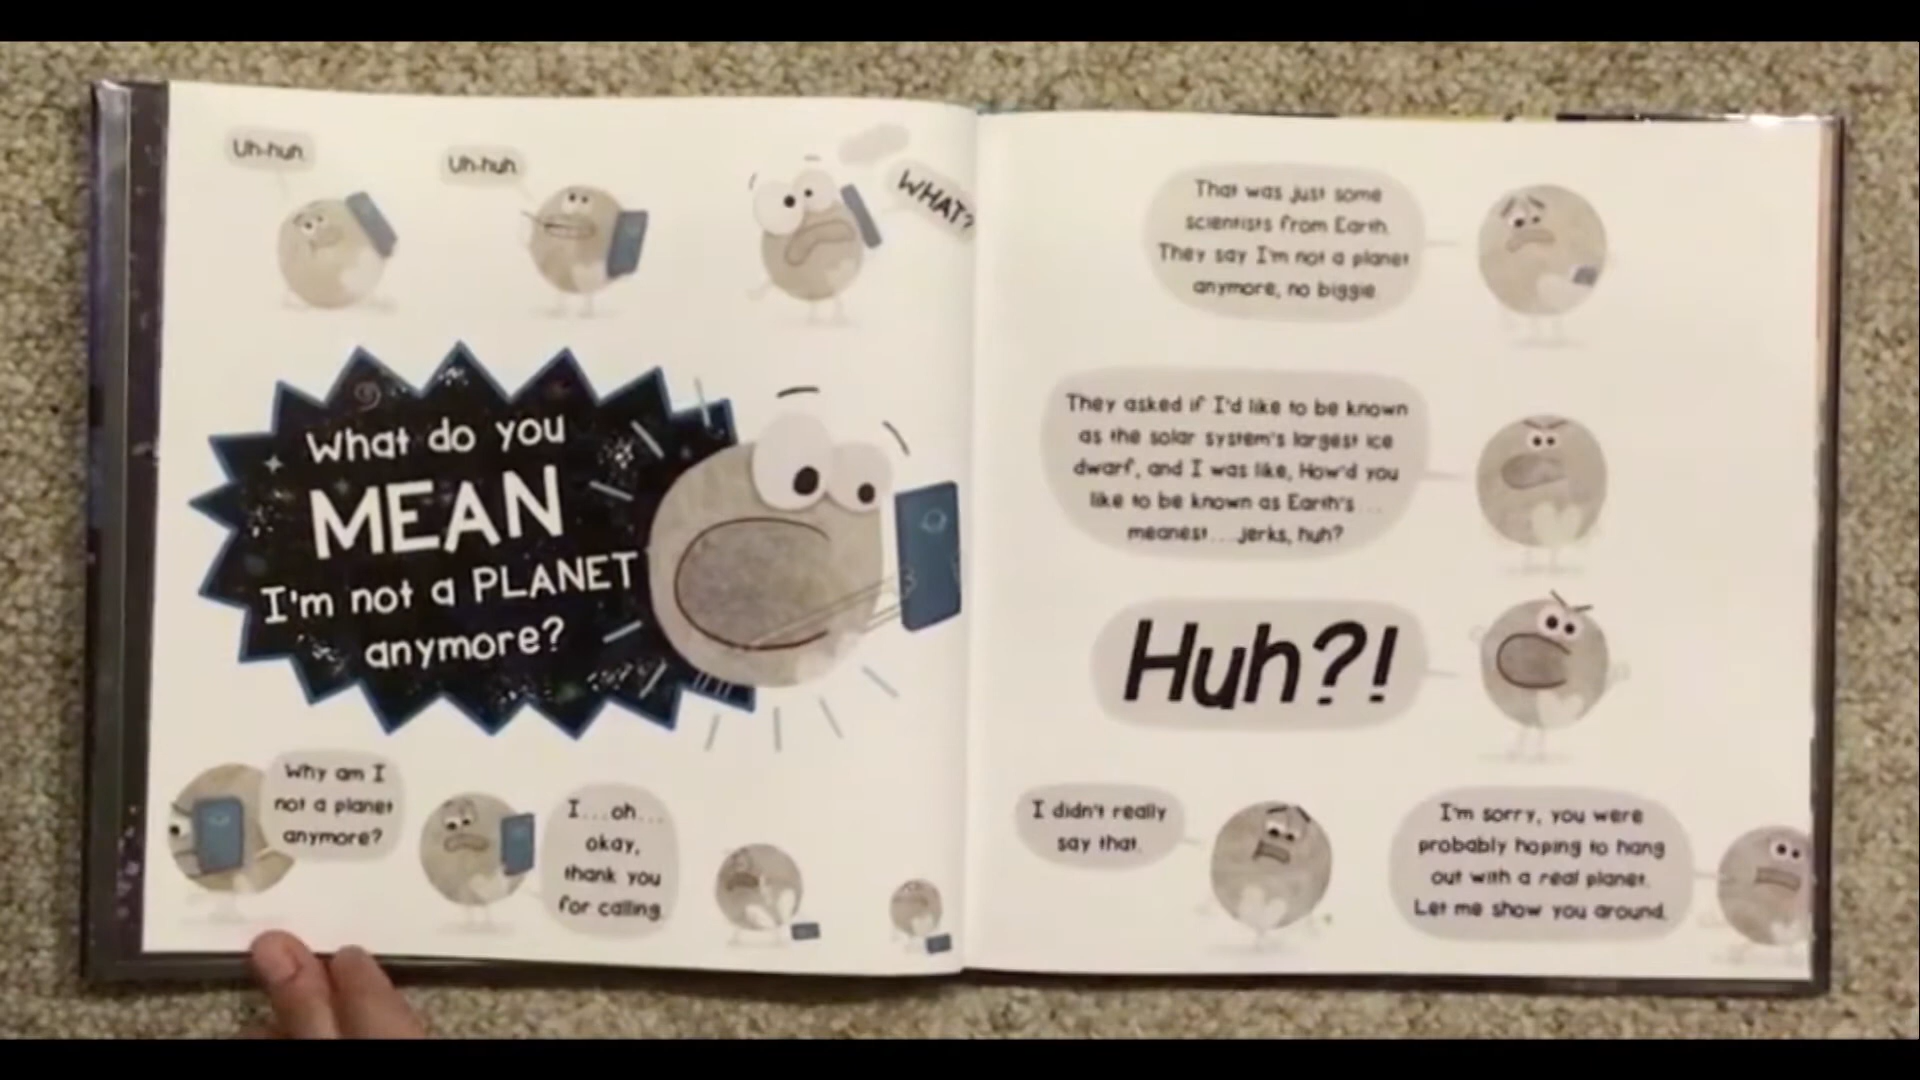 Uh-huh.
Uh-huh.
WHAT?
What do you
MEAN
I'm not a PLANET
anymore?
Why am I
not a planet
anymore?
I...oh...
okay,
thank you
for calling.
That was just some
scientists from Earth.
They say I'm not a planet
anymore, no biggie.
They asked if I'd like to be known
as the solar system's largest ice
dwarf, and I was like, How'd you
like to be known as Earth's...
meanest...jerks, huh?
Huh?!
I didn't really
say that.
I'm sorry, you were
probably hoping to hang
out with a real planet.
Let me show you around.